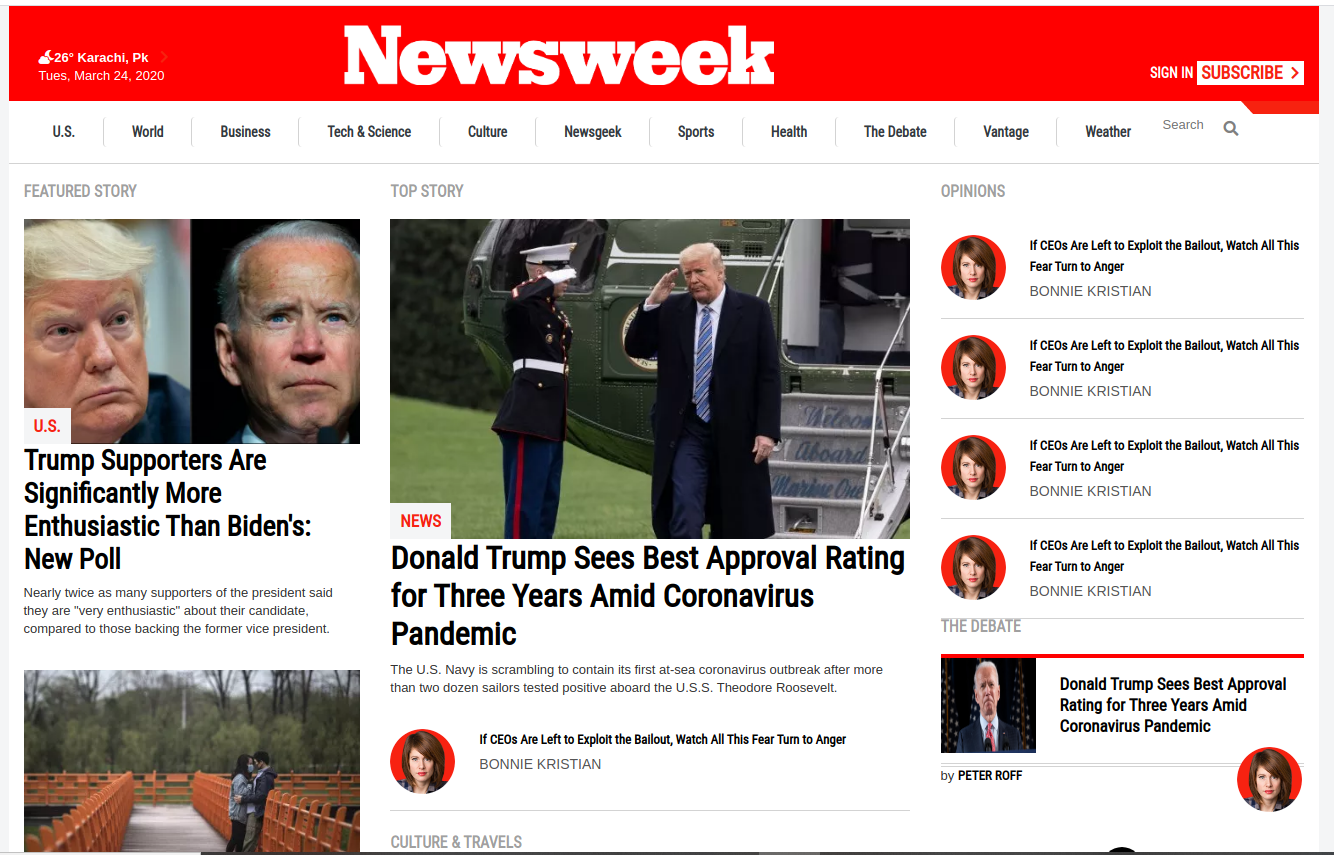 Newsweek
26° Karachi, Pk
Tues, March 24, 2020
SIGN IN SUBSCRIBE
U.S. World Business Tech & Science Culture Newsgeek Sports Health The Debate Vantage Weather Search
FEATURED STORY
U.S.
Trump Supporters Are
Significantly More
Enthusiastic Than Biden's:
New Poll
Nearly twice as many supporters of the president said
they are "very enthusiastic" about their candidate,
compared to those backing the former vice president.
TOP STORY
Welcome
Aboard
Marine One
NEWS
Donald Trump Sees Best Approval Rating
for Three Years Amid Coronavirus
Pandemic
The U.S. Navy is scrambling to contain its first at-sea coronavirus outbreak after more
than two dozen sailors tested positive aboard the U.S.S. Theodore Roosevelt.
If CEOs Are Left to Exploit the Bailout, Watch All This Fear Turn to Anger
BONNIE KRISTIAN
CULTURE & TRAVELS
OPINIONS
If CEOs Are Left to Exploit the Bailout, Watch All This
Fear Turn to Anger
BONNIE KRISTIAN
If CEOs Are Left to Exploit the Bailout, Watch All This
Fear Turn to Anger
BONNIE KRISTIAN
If CEOs Are Left to Exploit the Bailout, Watch All This
Fear Turn to Anger
BONNIE KRISTIAN
If CEOs Are Left to Exploit the Bailout, Watch All This
Fear Turn to Anger
BONNIE KRISTIAN
THE DEBATE
Donald Trump Sees Best Approval
Rating for Three Years Amid
Coronavirus Pandemic
by PETER ROFF